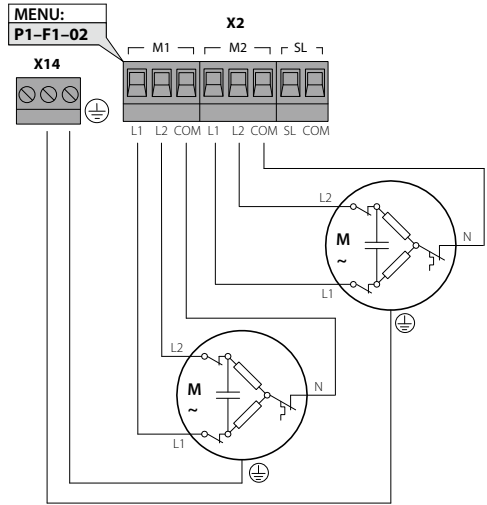 MENU:
P1–F1–02
X2
M1 M2 SL
X14
L1 L2 COM L1 L2 COM SL COM
L2
M
~
N
L1
L2
M
~
N
L1